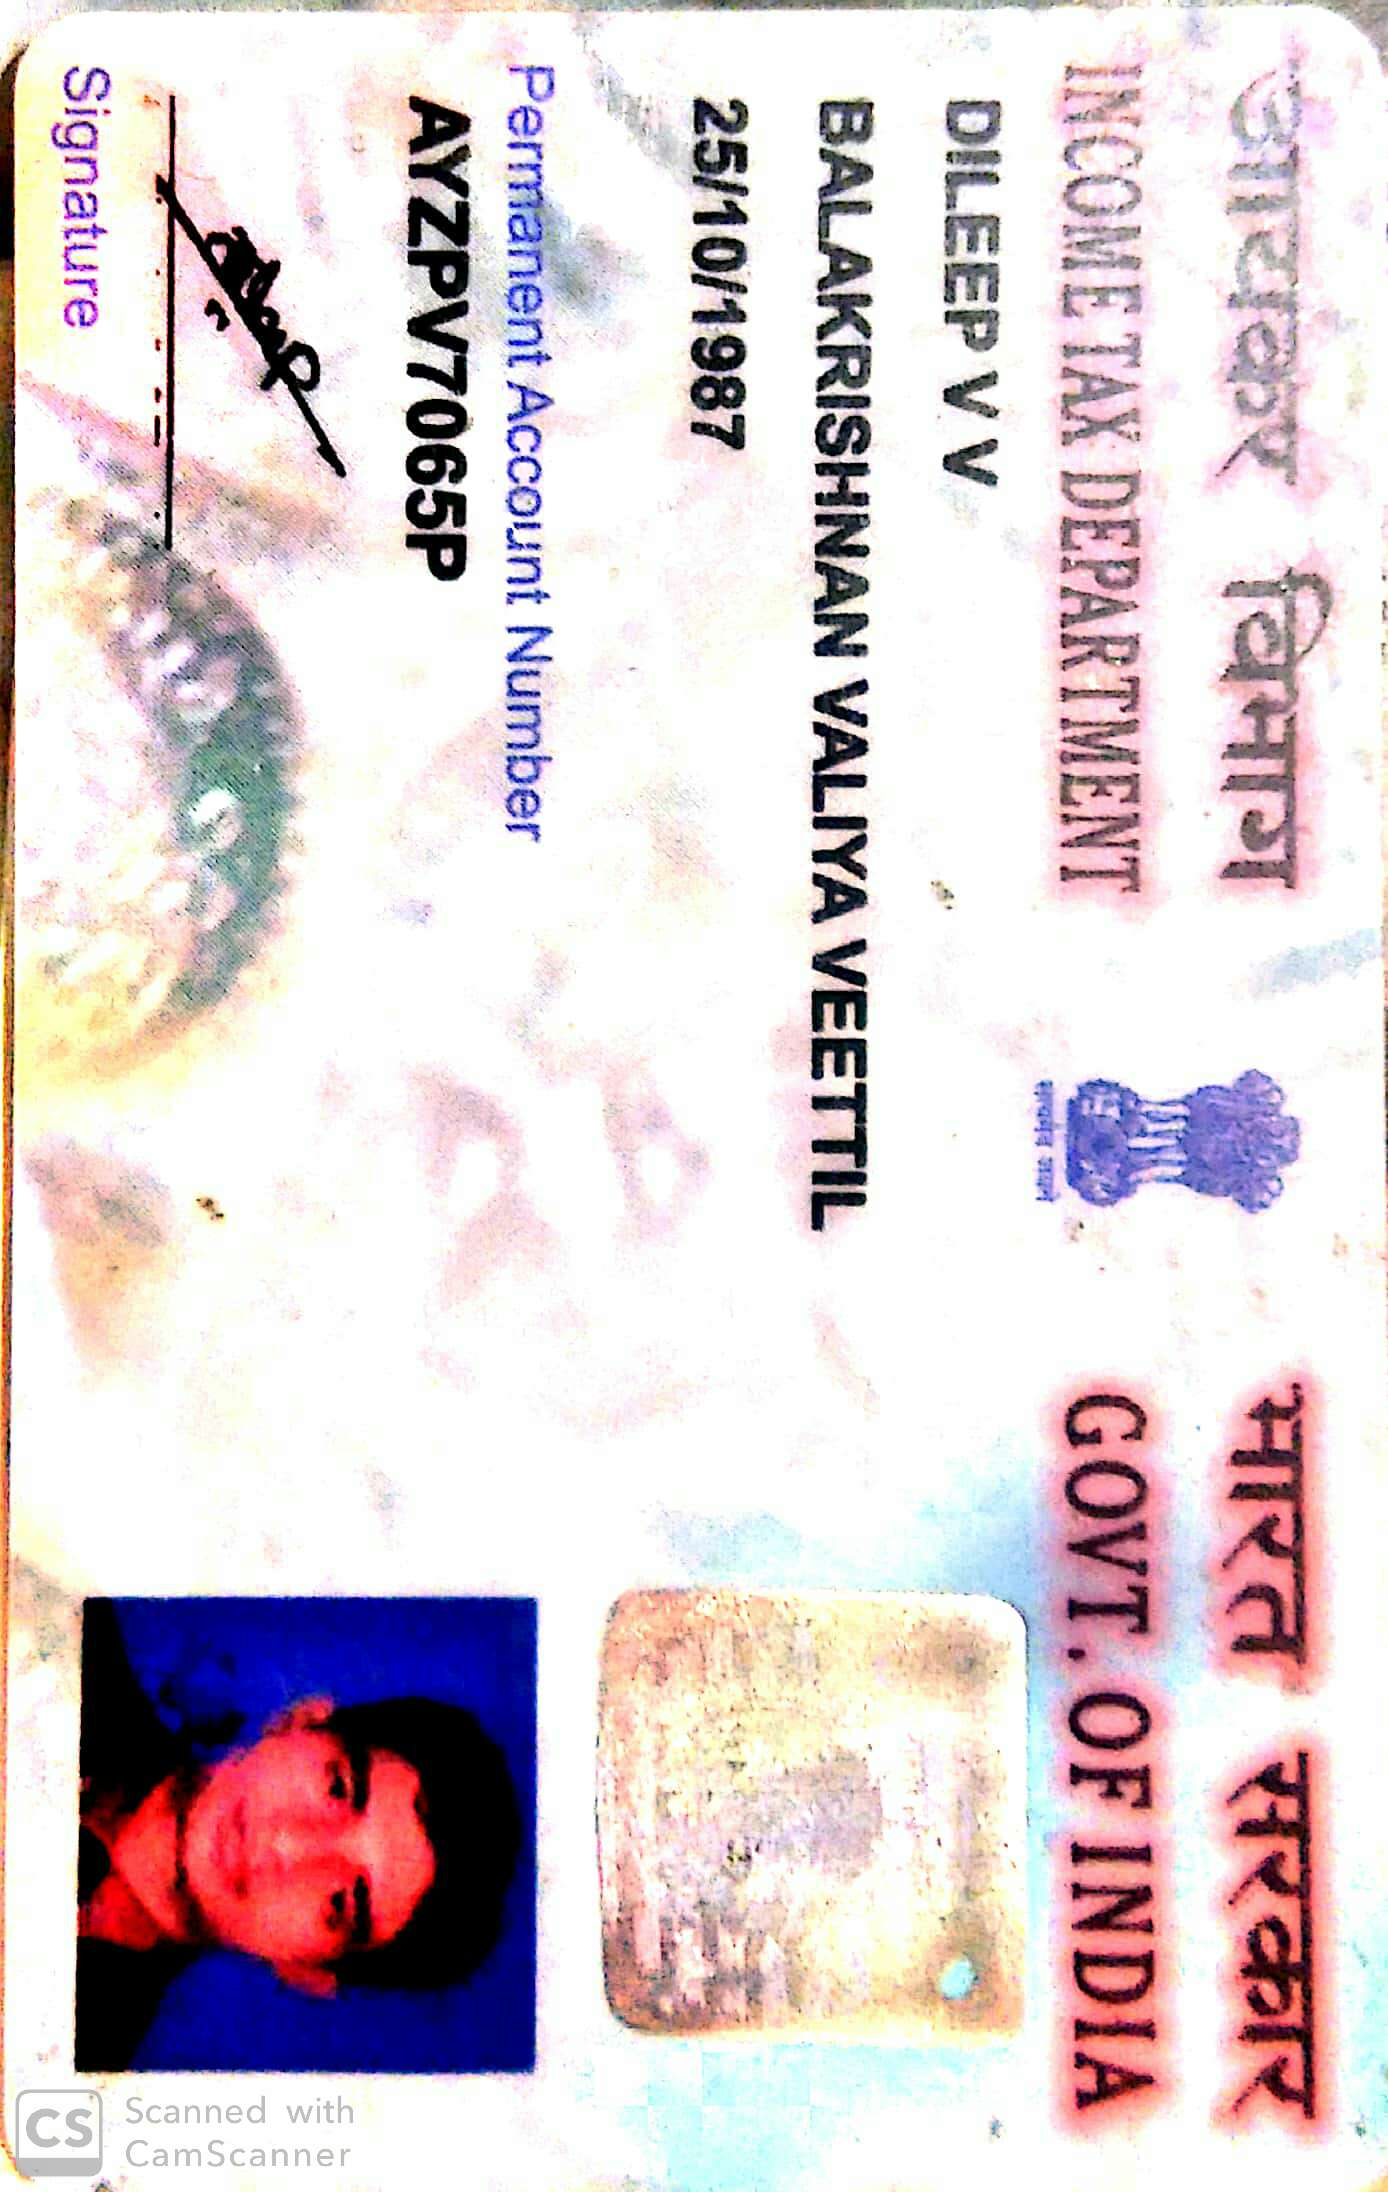 आयकर विभाग
INCOME TAX DEPARTMENT
भारत सरकार
GOVT. OF INDIA
DILEEP V V
BALAKRISHNAN VALIYA VEETTIL
25/10/1987
Permanent Account Number
AYZPV7065P
Signature
CS
Scanned with
CamScanner